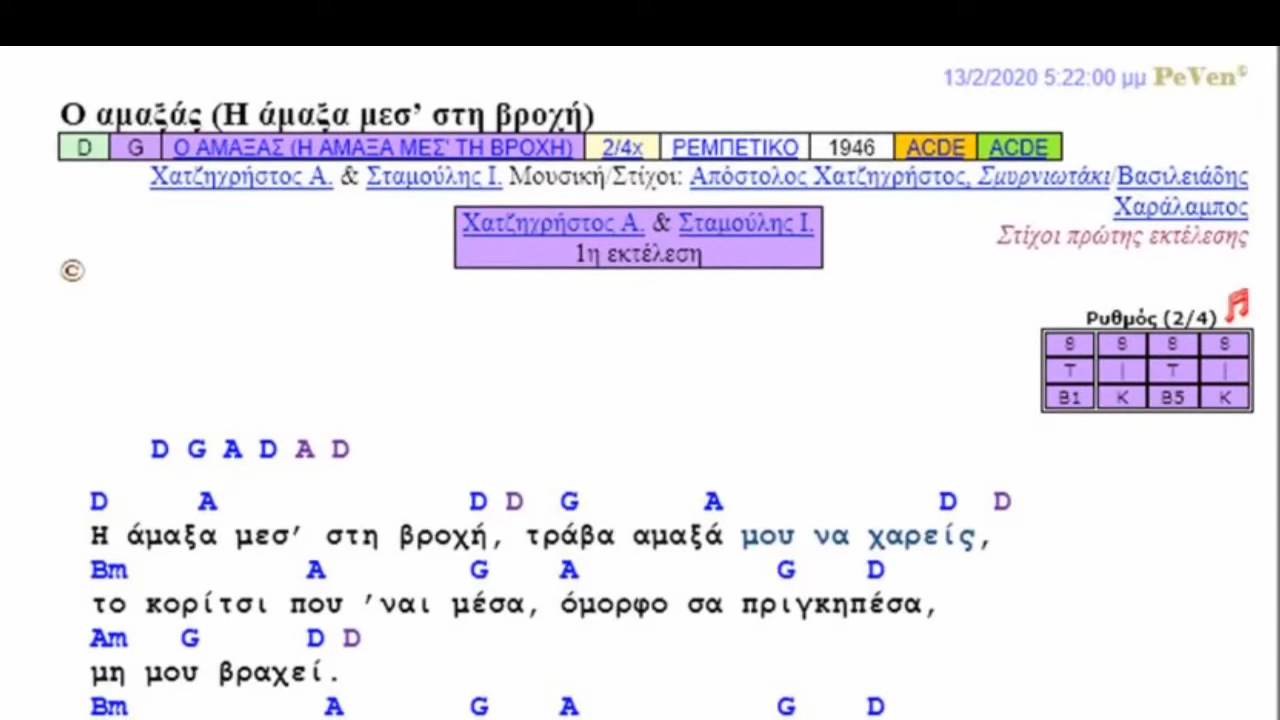 13/2/2020 5:22:00 μμ PeVen©
Ο αμαξάς (Η άμαξα μεσ’ στη βροχή)
D G Ο ΑΜΑΞΑΣ (Η ΑΜΑΞΑ ΜΕΣ' ΤΗ ΒΡΟΧΗ) 2/4x ΡΕΜΠΕΤΙΚΟ 1946 ACDE ACDE
Χατζηχρήστος Α. & Σταμούλης Ι. Μουσική/Στίχοι: Απόστολος Χατζηχρήστος, Σμυρνιωτάκι/Βασιλειάδης
Χαράλαμπος
Στίχοι πρώτης εκτέλεσης
Χατζηχρήστος Α. & Σταμούλης Ι.
1η εκτέλεση
©
Ρυθμός (2/4)
8 8 8 8
T | T |
B1 K B5 K
D G A D A D
D A D D G A D D
Η άμαξα μεσ’ στη βροχή, τράβα αμαξά μου να χαρείς,
Bm A G A G D
το κορίτσι που ’ναι μέσα, όμορφο σα πριγκηπέσα,
Am G D D
μη μου βραχεί.
Bm A G A G D